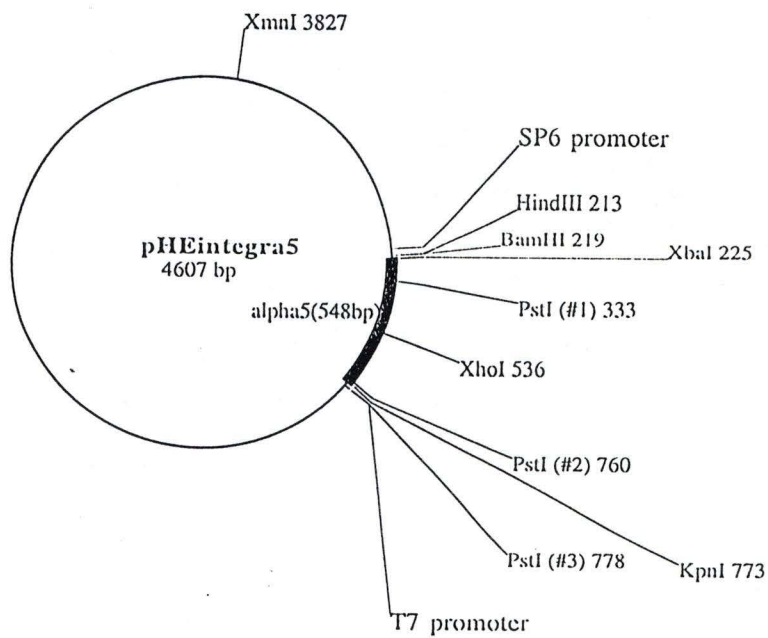 XmnI 3827
SP6 promoter
HindIII 213
BamHI 219
XbaI 225
pHEintegra5
4607 bp
alpha5(548bp)
PstI (#1) 333
XhoI 536
PstI (#2) 760
PstI (#3) 778
KpnI 773
T7 promoter